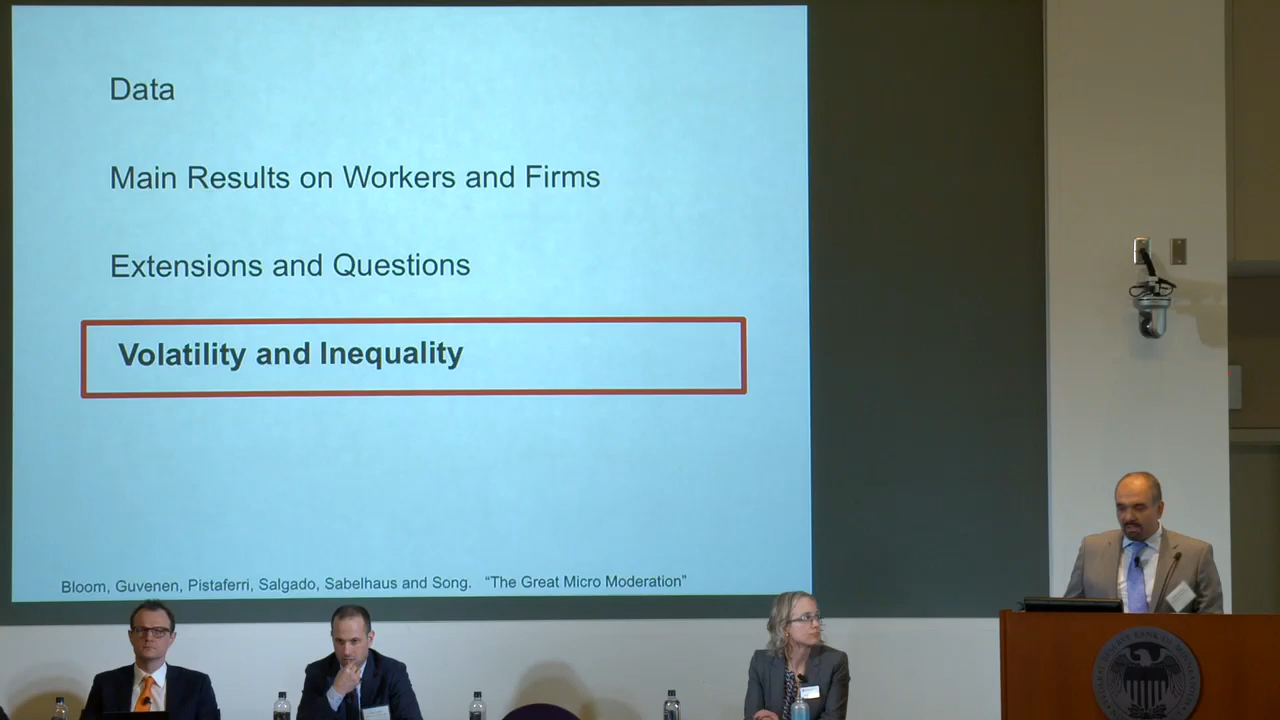 Data
Main Results on Workers and Firms
Extensions and Questions
Volatility and Inequality
Bloom, Guvenen, Pistaferri, Salgado, Sabelhaus and Song. “The Great Micro Moderation”